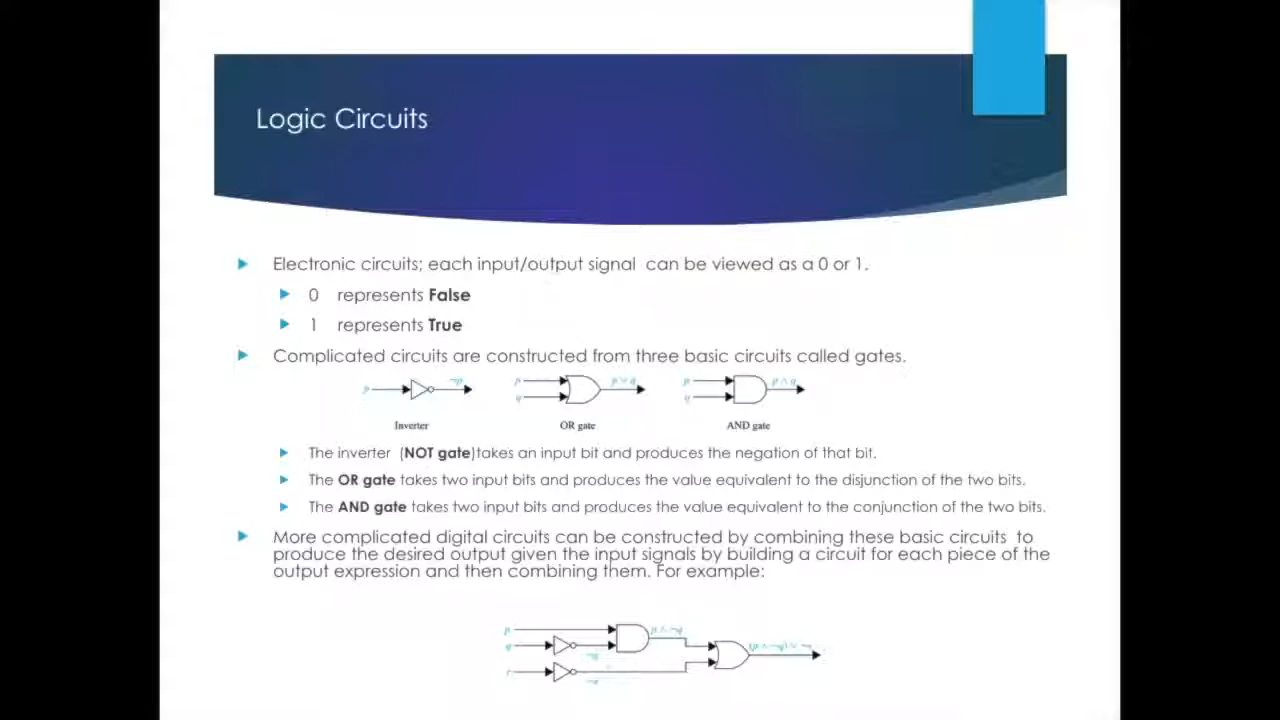 Logic Circuits
Electronic circuits; each input/output signal can be viewed as a 0 or 1.
0 represents False
1 represents True
Complicated circuits are constructed from three basic circuits called gates.
p ¬p p q p ∨ q p q p ∧ q
Inverter OR gate AND gate
The inverter (NOT gate)takes an input bit and produces the negation of that bit.
The OR gate takes two input bits and produces the value equivalent to the disjunction of the two bits.
The AND gate takes two input bits and produces the value equivalent to the conjunction of the two bits.
More complicated digital circuits can be constructed by combining these basic circuits to
produce the desired output given the input signals by building a circuit for each piece of the
output expression and then combining them. For example:
p p ∧ ¬q
q
¬q